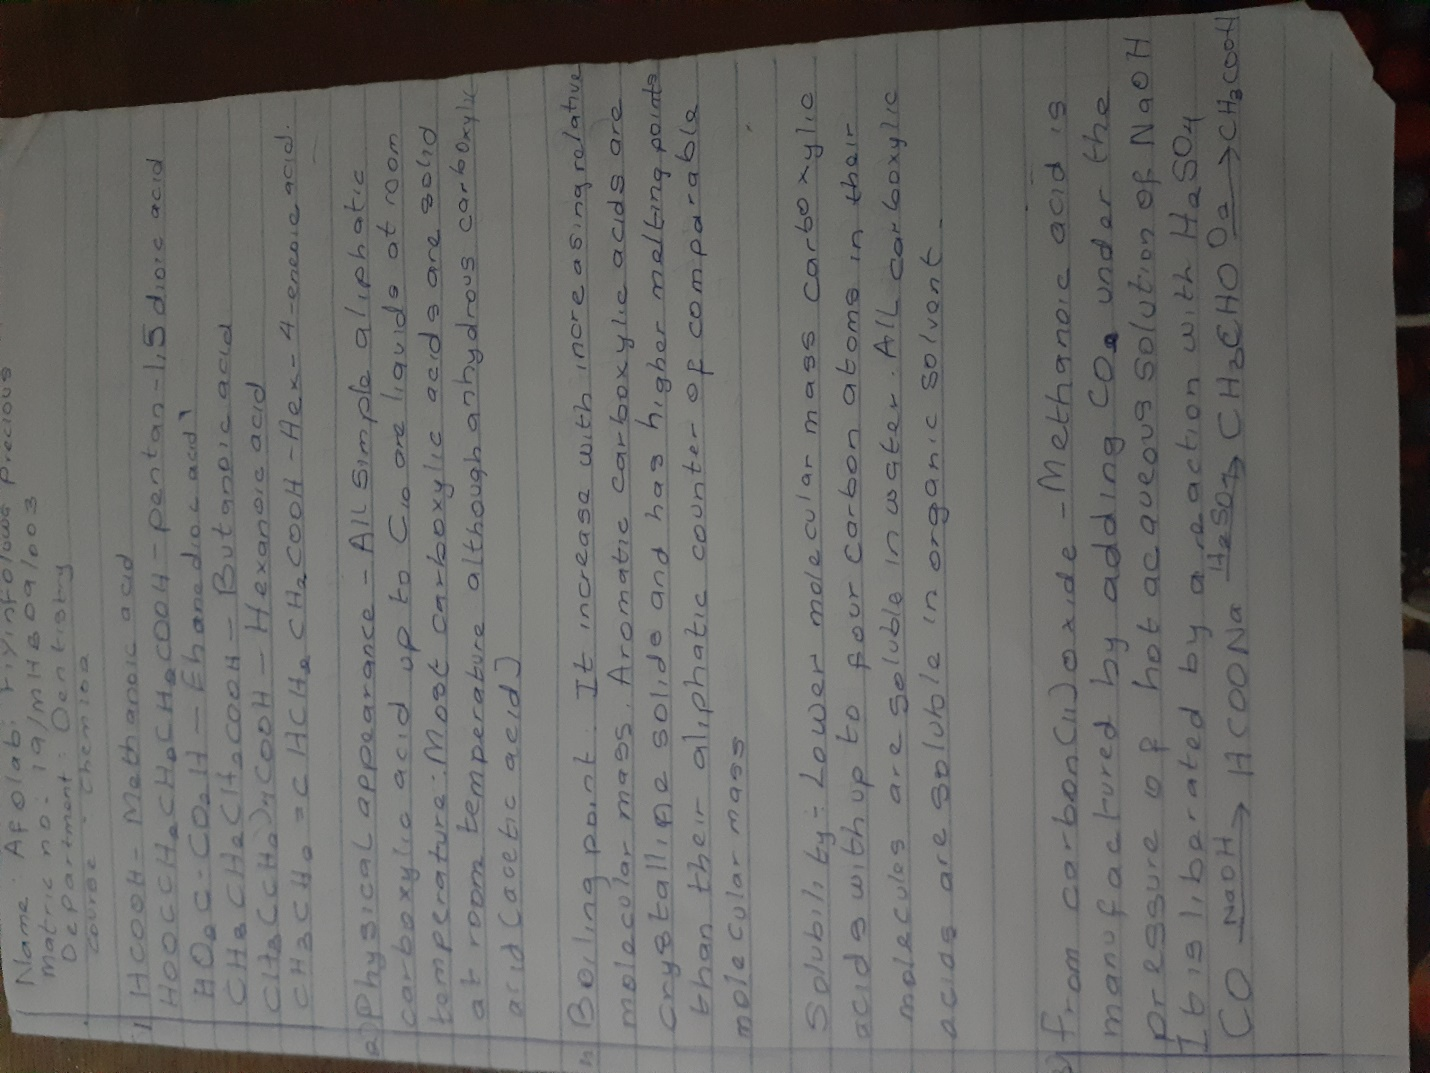 Name: Afolabi Fiyinfoluwa Precious
Matric no: 19/MHS09/003
Department: Dentistry
course: chem102
1 HCOOH - Methanoic acid
HOOCCH2CH2CH2COOH - pentan-1,5 dioic acid
HO2C-CO2H - Ethanedioic acid
CH3CH2CH2COOH - Butanoic acid
CH3(CH2)4COOH - Hexanoic acid
CH3CH2=CHCH2CH2COOH - Hex-4-enoic acid.
2) Physical appearance - All simple aliphatic
carboxylic acid up to C10 are liquids at room
temperature. Most carboxylic acids are solid
at room temperature although anhydrous carboxylic
acid (acetic acid)
Boiling point. It increase with increasing relative
molecular mass. Aromatic carboxylic acids are
crystalline solids and has higher melting points
than their aliphatic counter of comparable
molecular mass
Solubility:- Lower molecular mass carboxylic
acids with up to four carbon atoms in their
molecules are soluble in water. All carboxylic
acids are soluble in organic solvent.
3) from carbon(II)oxide - Methanoic acid is
manufactured by adding CO under the
pressure of hot aqueous solution of NaOH
It is liberated by a reaction with H2SO4
CO NaOH→ HCOONa H2SO4→ CH3CHO O2→ CH3COOH